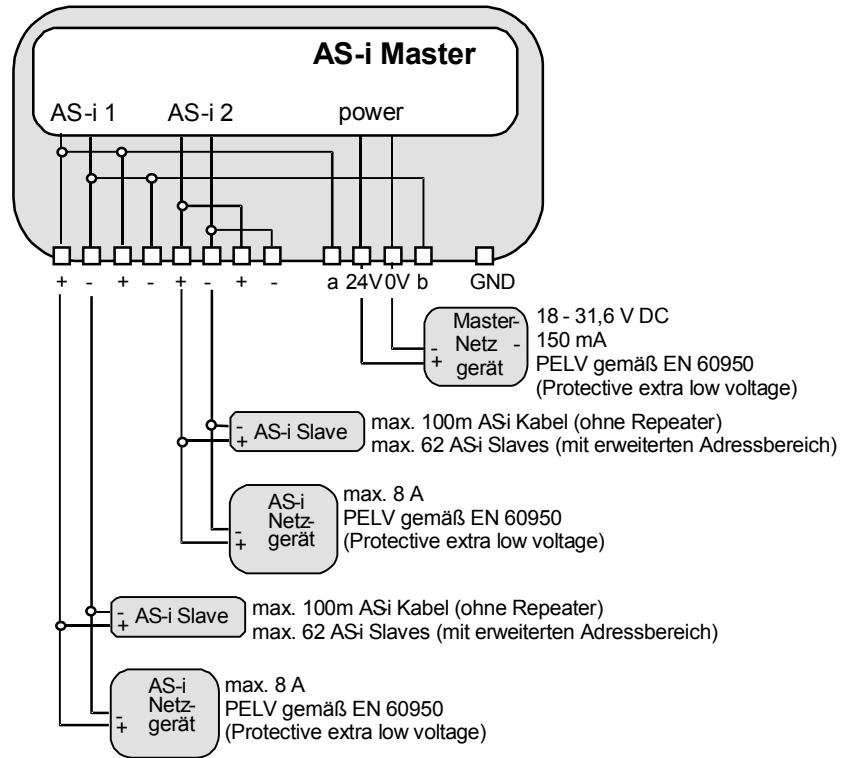 AS-i Master
AS-i 1 AS-i 2 power
+ - + - + - + - a 24V 0V b GND
Master-
Netz -
gerät
-
+
18 - 31,6 V DC
150 mA
PELV gemäß EN 60950
(Protective extra low voltage)
-
+ AS-i Slave
max. 100m ASi Kabel (ohne Repeater)
max. 62 ASi Slaves (mit erweiterten Adressbereich)
AS-i
Netz-
gerät
-
+
max. 8 A
PELV gemäß EN 60950
(Protective extra low voltage)
-
+ AS-i Slave
max. 100m ASi Kabel (ohne Repeater)
max. 62 ASi Slaves (mit erweiterten Adressbereich)
AS-i
Netz-
gerät
-
+
max. 8 A
PELV gemäß EN 60950
(Protective extra low voltage)